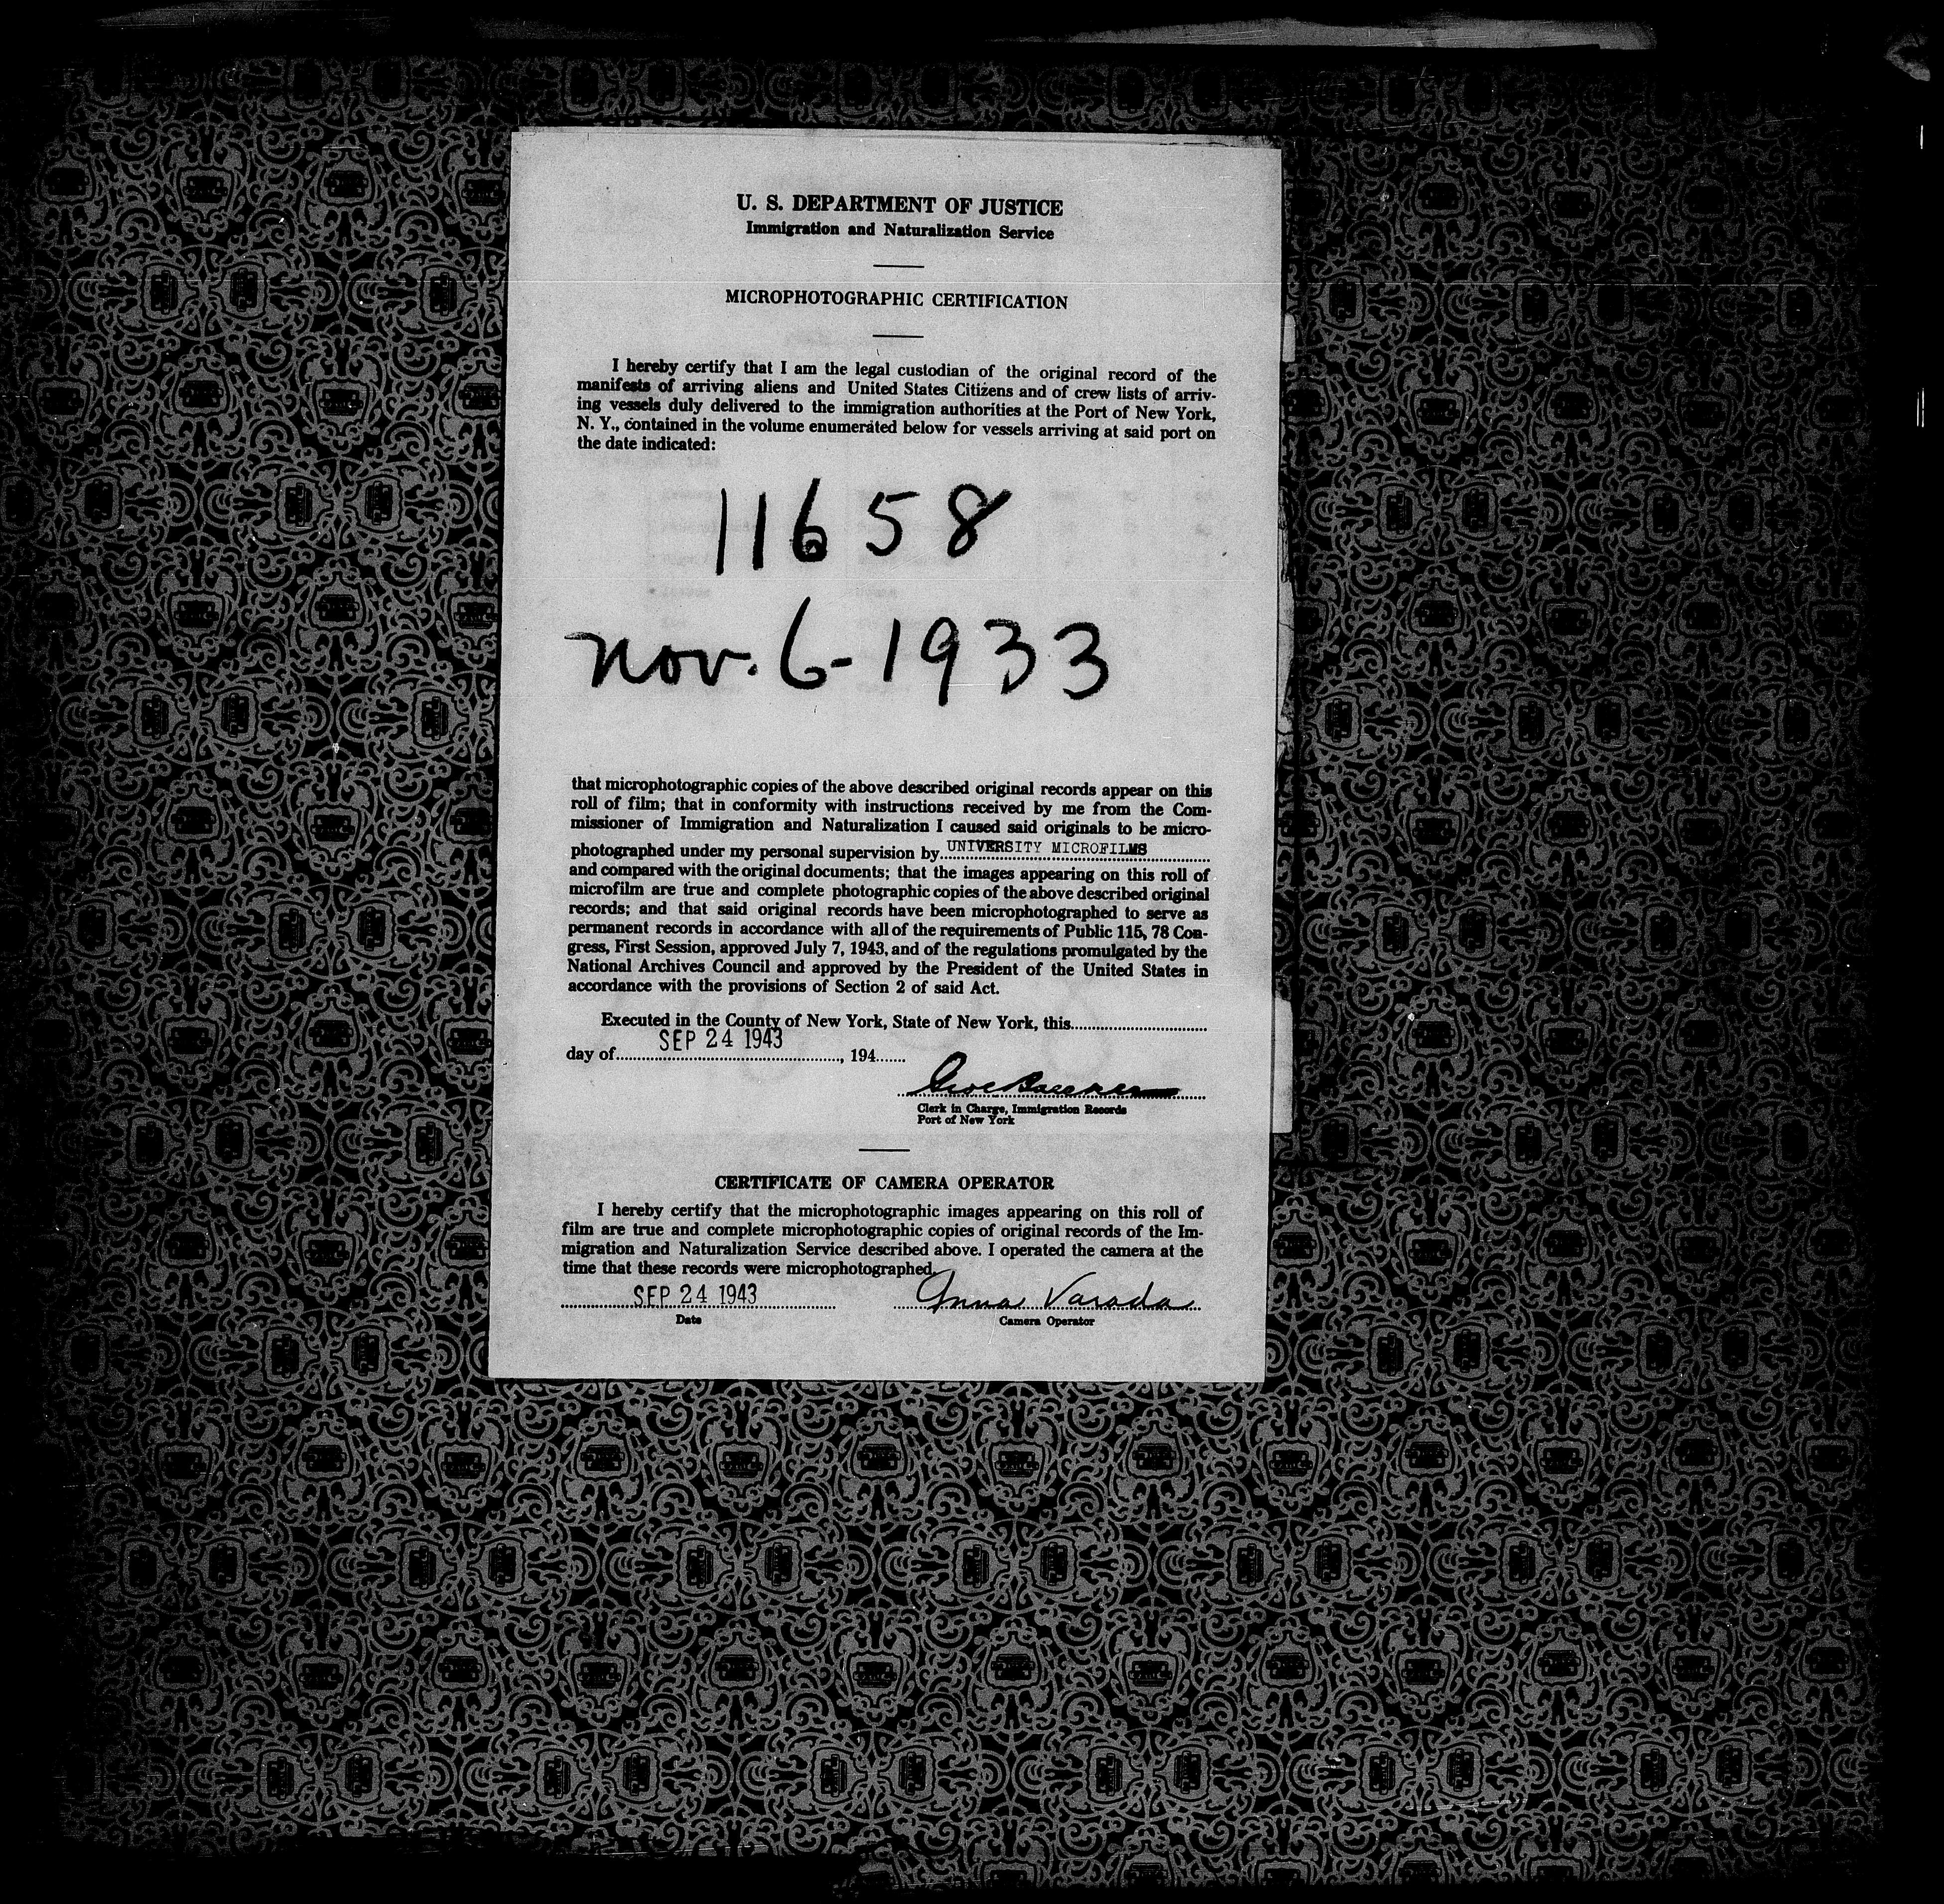 U. S. DEPARTMENT OF JUSTICE
Immigration and Naturalization Service
MICROPHOTOGRAPHIC CERTIFICATION
I hereby certify that I am the legal custodian of the original record of the
manifests of arriving aliens and United States Citizens and of crew lists of arriv-
ing vessels duly delivered to the immigration authorities at the Port of New York,
N. Y., contained in the volume enumerated below for vessels arriving at said port on
the date indicated:
11658
Nov. 6-1933
that microphotographic copies of the above described original records appear on this
roll of film; that in conformity with instructions received by me from the Com-
missioner of Immigration and Naturalization I caused said originals to be micro-
photographed under my personal supervision by UNIVERSITY MICROFILMS
and compared with the original documents; that the images appearing on this roll of
microfilm are true and complete photographic copies of the above described original
records; and that said original records have been microphotographed to serve as
permanent records in accordance with all of the requirements of Public 115, 78 Con-
gress, First Session, approved July 7, 1943, and of the regulations promulgated by the
National Archives Council and approved by the President of the United States in
accordance with the provisions of Section 2 of said Act.
Executed in the County of New York, State of New York, this
SEP 24 1943
day of, 194
Clerk in Charge, Immigration Records
Port of New York
CERTIFICATE OF CAMERA OPERATOR
I hereby certify that the microphotographic images appearing on this roll of
film are true and complete microphotographic copies of original records of the Im-
migration and Naturalization Service described above. I operated the camera at the
time that these records were microphotographed.
SEP 24 1943 Anna Varada
Date Camera Operator